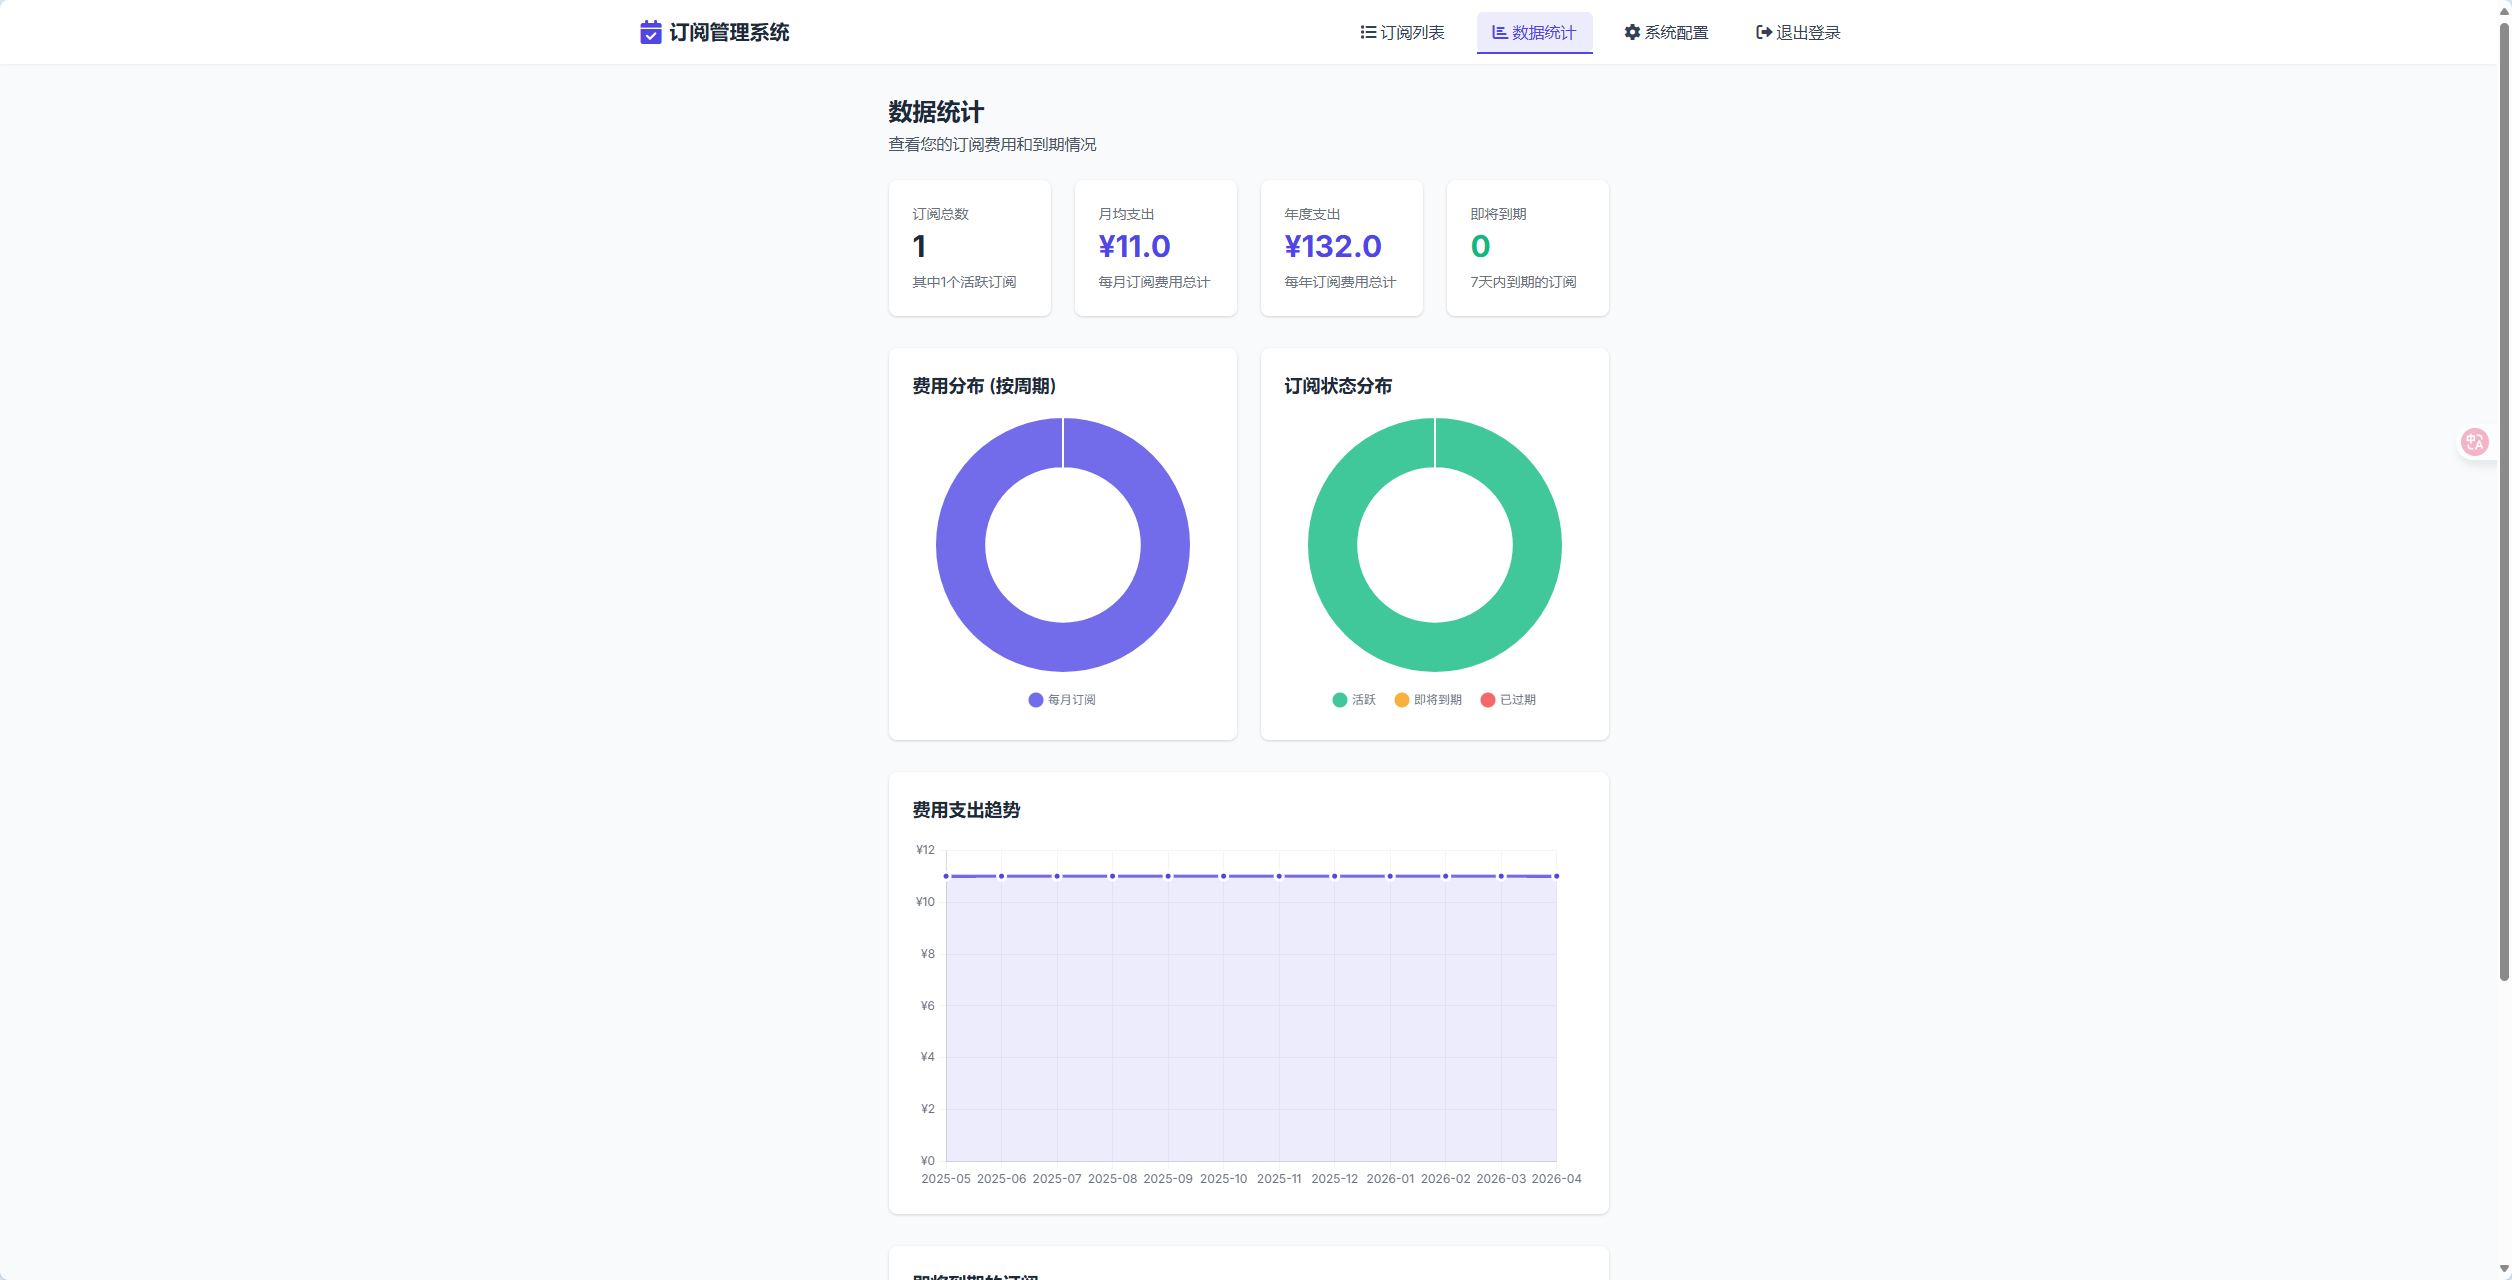 订阅管理系统
订阅列表
数据统计
系统配置
退出登录
数据统计
查看您的订阅费用和到期情况
订阅总数
1
其中1个活跃订阅
月均支出
¥11.0
每月订阅费用总计
年度支出
¥132.0
每年订阅费用总计
即将到期
0
7天内到期的订阅
费用分布 (按周期)
每月订阅
订阅状态分布
活跃
即将到期
已过期
费用支出趋势
¥12
¥10
¥8
¥6
¥4
¥2
¥0
2025-05 2025-06 2025-07 2025-08 2025-09 2025-10 2025-11 2025-12 2026-01 2026-02 2026-03 2026-04
即将到期的订阅